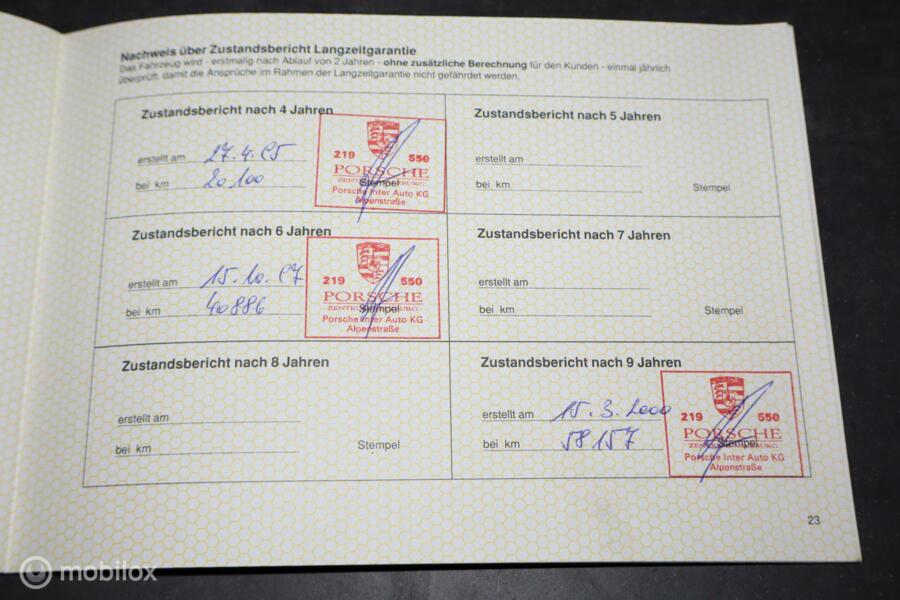 Nachweis über Zustandsbericht Langzeitgarantie
Das Fahrzeug wird - erstmalig nach Ablauf von 2 Jahren - ohne zusätzliche Berechnung für den Kunden - einmal jährlich
überprüft, damit die Ansprüche im Rahmen der Langzeitgarantie nicht gefährdet werden.
Zustandsbericht nach 4 Jahren
erstellt am 27.4.95
bei km 20100
Stempel
219 550
PORSCHE
Porsche Inter Auto KG
Alpenstraße
Zustandsbericht nach 5 Jahren
erstellt am
bei km
Stempel
Zustandsbericht nach 6 Jahren
erstellt am 15.10.97
bei km 40886
Stempel
219 550
PORSCHE
Porsche Inter Auto KG
Alpenstraße
Zustandsbericht nach 7 Jahren
erstellt am
bei km
Stempel
Zustandsbericht nach 8 Jahren
erstellt am
bei km
Stempel
Zustandsbericht nach 9 Jahren
erstellt am 15.3.2000
bei km 58157
Stempel
219 550
PORSCHE
Porsche Inter Auto KG
Alpenstraße
23
mobilox